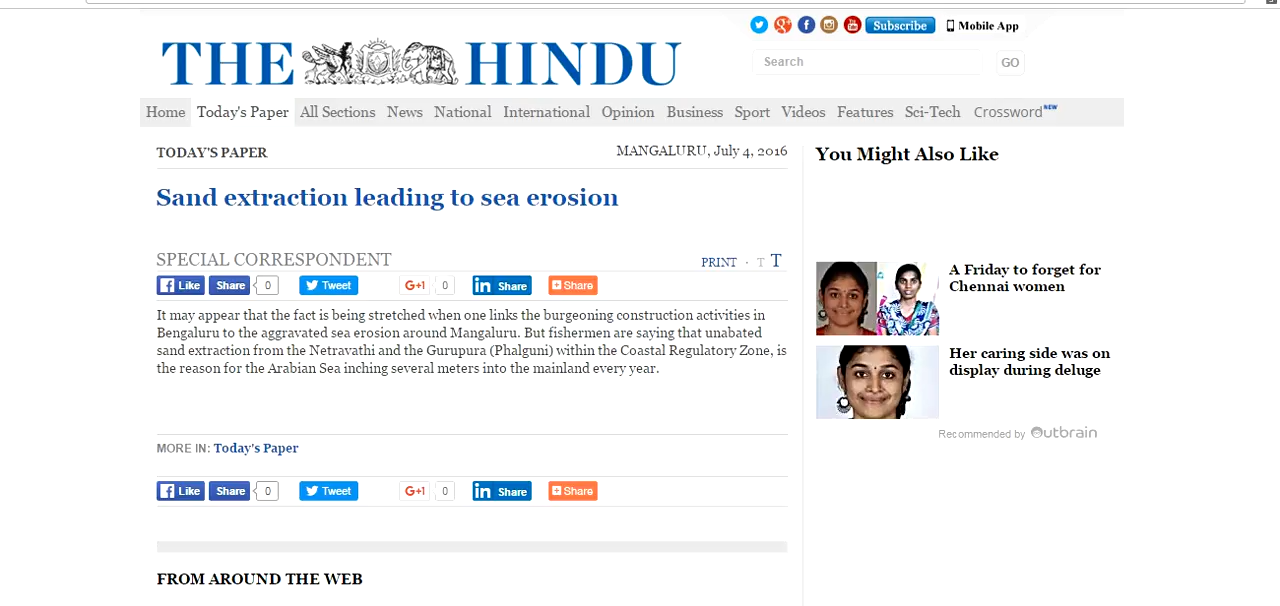 Subscribe Mobile App
THE HINDU
Search GO
Home Today's Paper All Sections News National International Opinion Business Sport Videos Features Sci-Tech Crossword NEW
TODAY'S PAPER MANGALURU, July 4, 2016
Sand extraction leading to sea erosion
SPECIAL CORRESPONDENT
PRINT · T T
Like Share 0 Tweet G+1 0 in Share Share
It may appear that the fact is being stretched when one links the burgeoning construction activities in
Bengaluru to the aggravated sea erosion around Mangaluru. But fishermen are saying that unabated
sand extraction from the Netravathi and the Gurupura (Phalguni) within the Coastal Regulatory Zone, is
the reason for the Arabian Sea inching several meters into the mainland every year.
MORE IN: Today's Paper
Like Share 0 Tweet G+1 0 in Share Share
FROM AROUND THE WEB
You Might Also Like
A Friday to forget for
Chennai women
Her caring side was on
display during deluge
Recommended by Outbrain